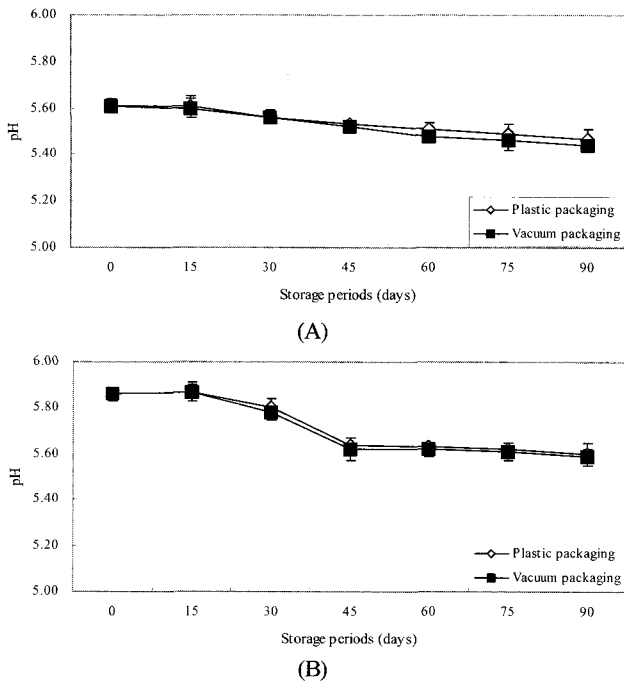 6.00
5.80
5.60
5.40
5.20
5.00
pH
Plastic packaging
Vacuum packaging
0 15 30 45 60 75 90
Storage periods (days)
(A)
6.00
5.80
5.60
5.40
5.20
5.00
pH
Plastic packaging
Vacuum packaging
0 15 30 45 60 75 90
Storage periods (days)
(B)